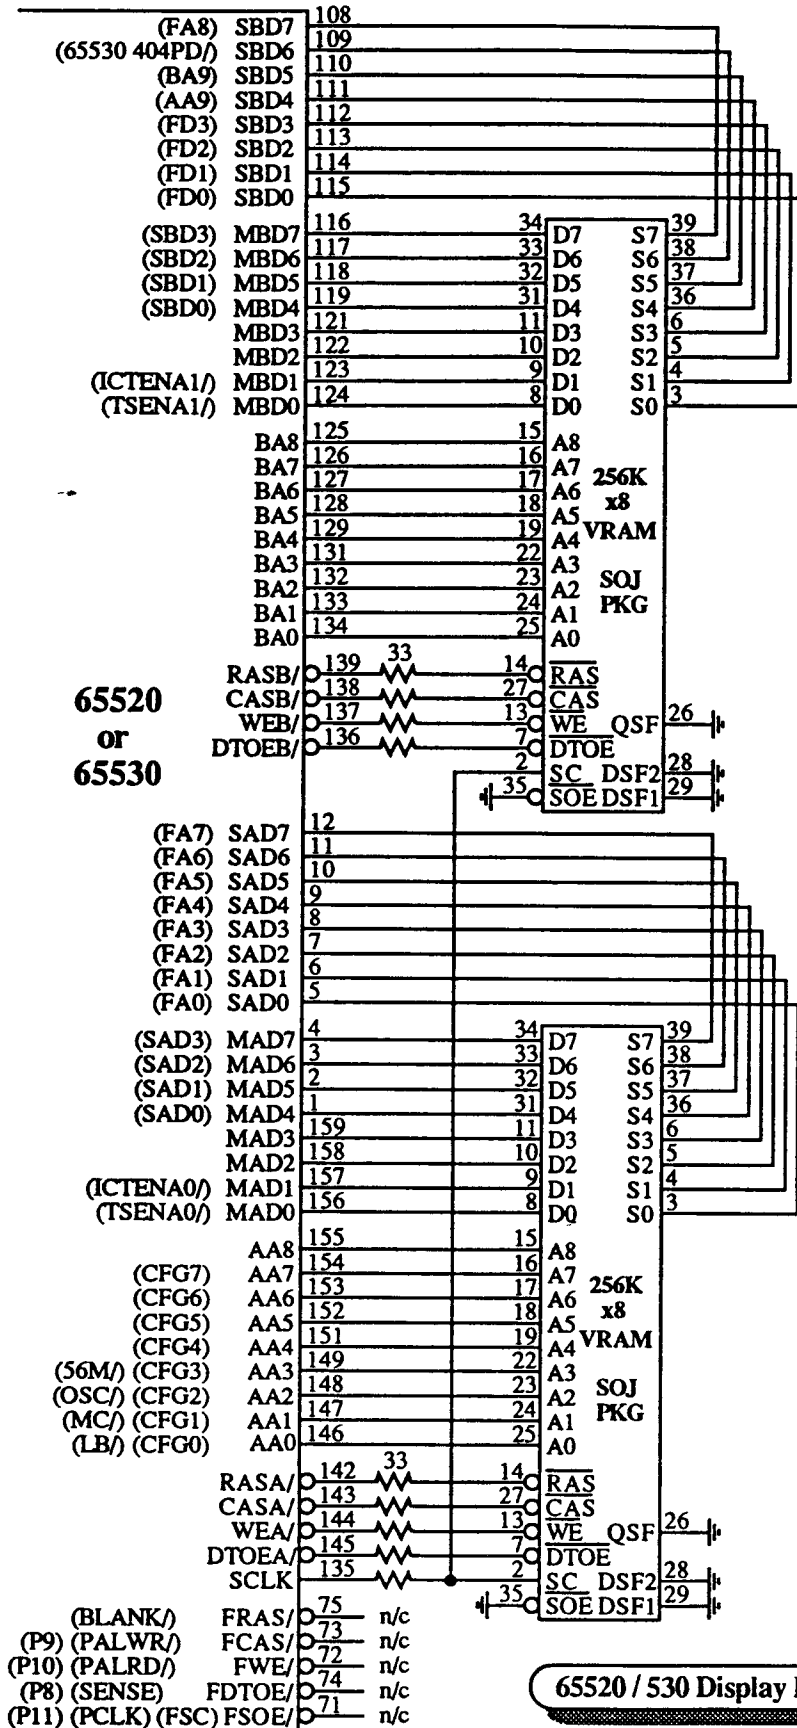 (FA8) SBD7 108
(65530 404PD/) SBD6 109
(BA9) SBD5 110
(AA9) SBD4 111
(FD3) SBD3 112
(FD2) SBD2 113
(FD1) SBD1 114
(FD0) SBD0 115
(SBD3) MBD7 116 34 D7 S7 39
(SBD2) MBD6 117 33 D6 S6 38
(SBD1) MBD5 118 32 D5 S5 37
(SBD0) MBD4 119 31 D4 S4 36
MBD3 121 11 D3 S3 6
MBD2 122 10 D2 S2 5
(ICTENA1/) MBD1 123 9 D1 S1 4
(TSENA1/) MBD0 124 8 D0 S0 3
BA8 125 15 A8
BA7 126 16 A7
BA6 127 17 A6
BA5 128 18 A5
BA4 129 19 A4
BA3 131 22 A3
BA2 132 23 A2
BA1 133 24 A1
BA0 134 25 A0
256K
x8
VRAM
SOJ
PKG
RASB/ 139 33 14 RAS
CASB/ 138 27 CAS
WEB/ 137 13 WE QSF 26
DTOEB/ 136 7 DTOE
2 SC DSF2 28
35 SOE DSF1 29
65520
or
65530
(FA7) SAD7 12
(FA6) SAD6 11
(FA5) SAD5 10
(FA4) SAD4 9
(FA3) SAD3 8
(FA2) SAD2 7
(FA1) SAD1 6
(FA0) SAD0 5
(SAD3) MAD7 4 34 D7 S7 39
(SAD2) MAD6 3 33 D6 S6 38
(SAD1) MAD5 2 32 D5 S5 37
(SAD0) MAD4 1 31 D4 S4 36
MAD3 159 11 D3 S3 6
MAD2 158 10 D2 S2 5
(ICTENA0/) MAD1 157 9 D1 S1 4
(TSENA0/) MAD0 156 8 D0 S0 3
AA8 155 15 A8
(CFG7) AA7 154 16 A7
(CFG6) AA6 153 17 A6
(CFG5) AA5 152 18 A5
(CFG4) AA4 151 19 A4
(56M/) (CFG3) AA3 149 22 A3
(OSC/) (CFG2) AA2 148 23 A2
(MC/) (CFG1) AA1 147 24 A1
(LB/) (CFG0) AA0 146 25 A0
256K
x8
VRAM
SOJ
PKG
RASA/ 142 33 14 RAS
CASA/ 143 27 CAS
WEA/ 144 13 WE QSF 26
DTOEA/ 145 7 DTOE
SCLK 135 2 SC DSF2 28
35 SOE DSF1 29
(BLANK/) FRAS/ 75 n/c
(P9) (PALWR/) FCAS/ 73 n/c
(P10) (PALRD/) FWE/ 72 n/c
(P8) (SENSE) FDTOE/ 74 n/c
(P11) (PCLK) (FSC) FSOE/ 71 n/c
65520 / 530 Display